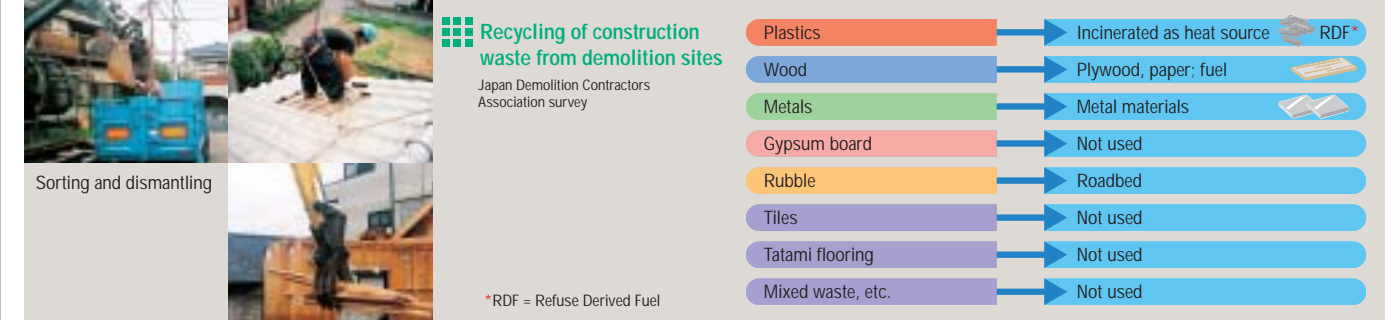 Sorting and dismantling
Recycling of construction
waste from demolition sites
Japan Demolition Contractors
Association survey
*RDF = Refuse Derived Fuel
Plastics Incinerated as heat source RDF*
Wood Plywood, paper; fuel
Metals Metal materials
Gypsum board Not used
Rubble Roadbed
Tiles Not used
Tatami flooring Not used
Mixed waste, etc. Not used